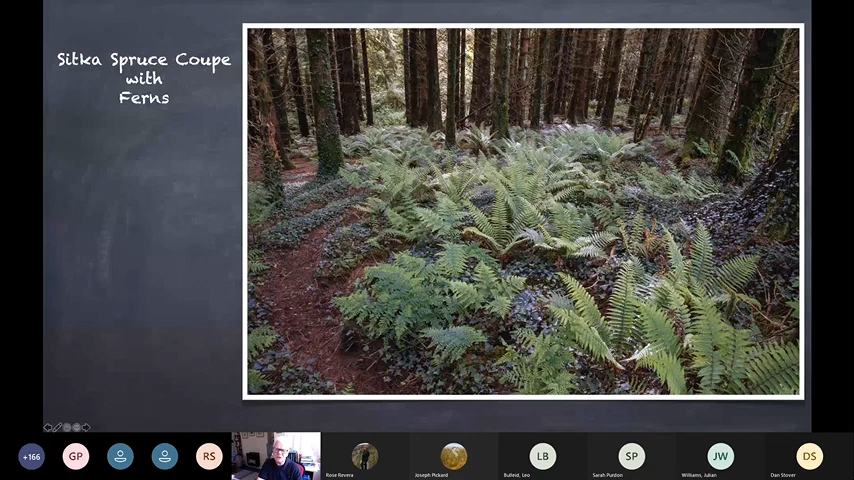 Sitka Spruce Coupe
with
Ferns
+166
GP
RS
LB
SP
JW
DS
Rose Revera
Joseph Pickard
Bulleid, Leo
Sarah Purdon
Williams, Julian
Dan Stover